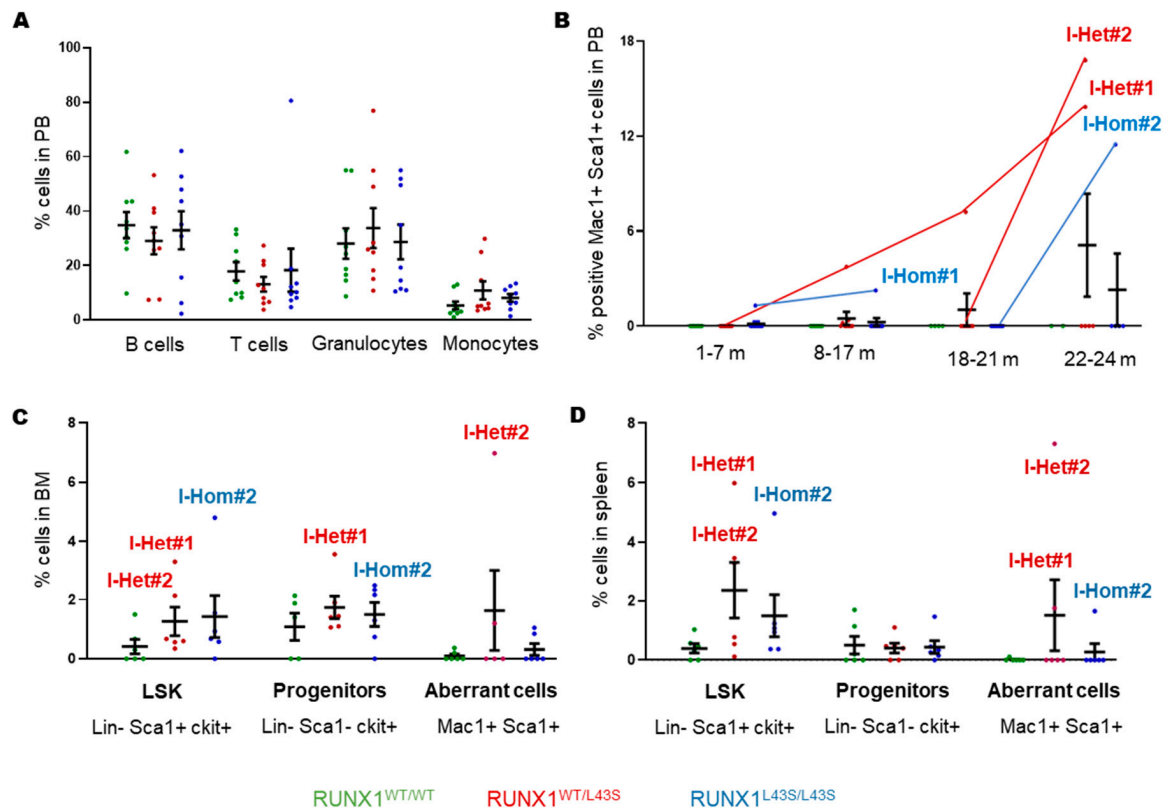 A
% cells in PB
100
80
60
40
20
0
B cells
T cells
Granulocytes
Monocytes
B
% positive Mac1+ Sca1+ cells in PB
18
12
6
0
I-Het#2
I-Het#1
I-Hom#2
I-Hom#1
1-7 m
8-17 m
18-21 m
22-24 m
C
% cells in BM
8
6
4
2
0
I-Het#2
I-Hom#2
I-Het#1
I-Het#1
I-Het#2
I-Hom#2
LSK
Progenitors
Aberrant cells
Lin- Sca1+ ckit+
Lin- Sca1- ckit+
Mac1+ Sca1+
D
% cells in spleen
8
6
4
2
0
I-Het#1
I-Het#2
I-Hom#2
I-Het#2
I-Het#1
I-Hom#2
LSK
Progenitors
Aberrant cells
Lin- Sca1+ ckit+
Lin- Sca1- ckit+
Mac1+ Sca1+
RUNX1WT/WT
RUNX1WT/L43S
RUNX1L43S/L43S